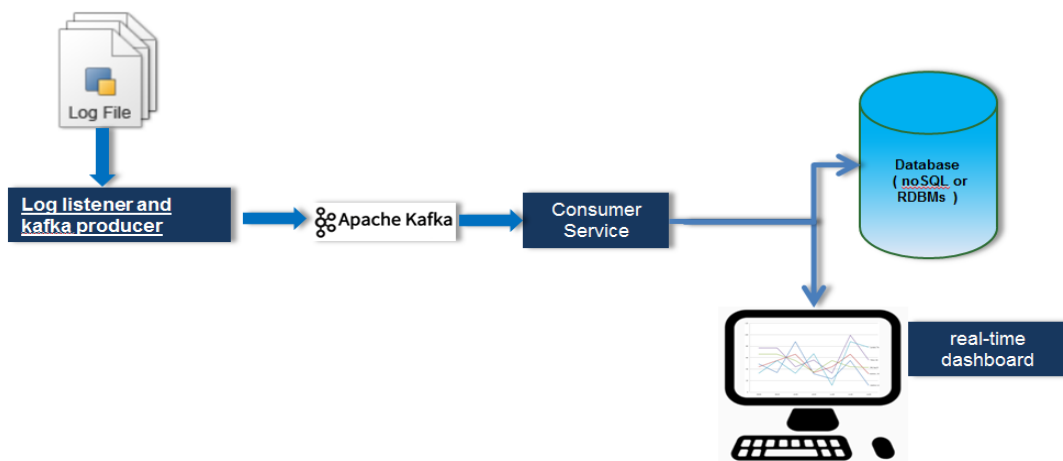 Log File
Log listener and
kafka producer
Apache Kafka
Consumer
Service
Database
( noSQL or
RDBMs )
real-time
dashboard